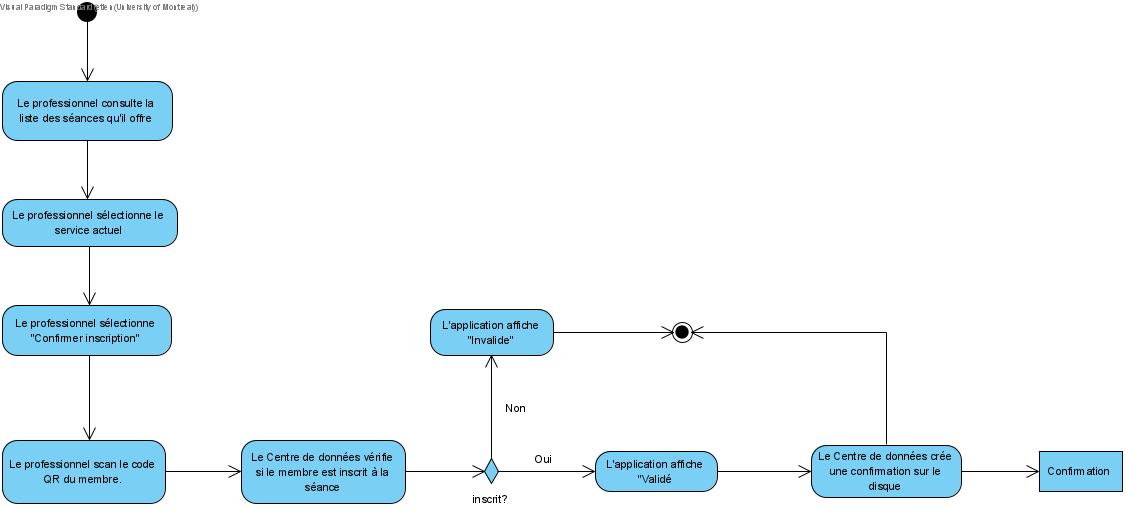 Visual Paradigm Standard (University of Montreal))
Le professionnel consulte la
liste des séances qu'il offre
Le professionnel sélectionne le
service actuel
Le professionnel sélectionne
"Confirmer inscription"
Le professionnel scan le code
QR du membre.
Le Centre de données vérifie
si le membre est inscrit à la
séance
inscrit?
Non
L'application affiche
"Invalide"
Oui
L'application affiche
"Validé
Le Centre de données crée
une confirmation sur le
disque
Confirmation